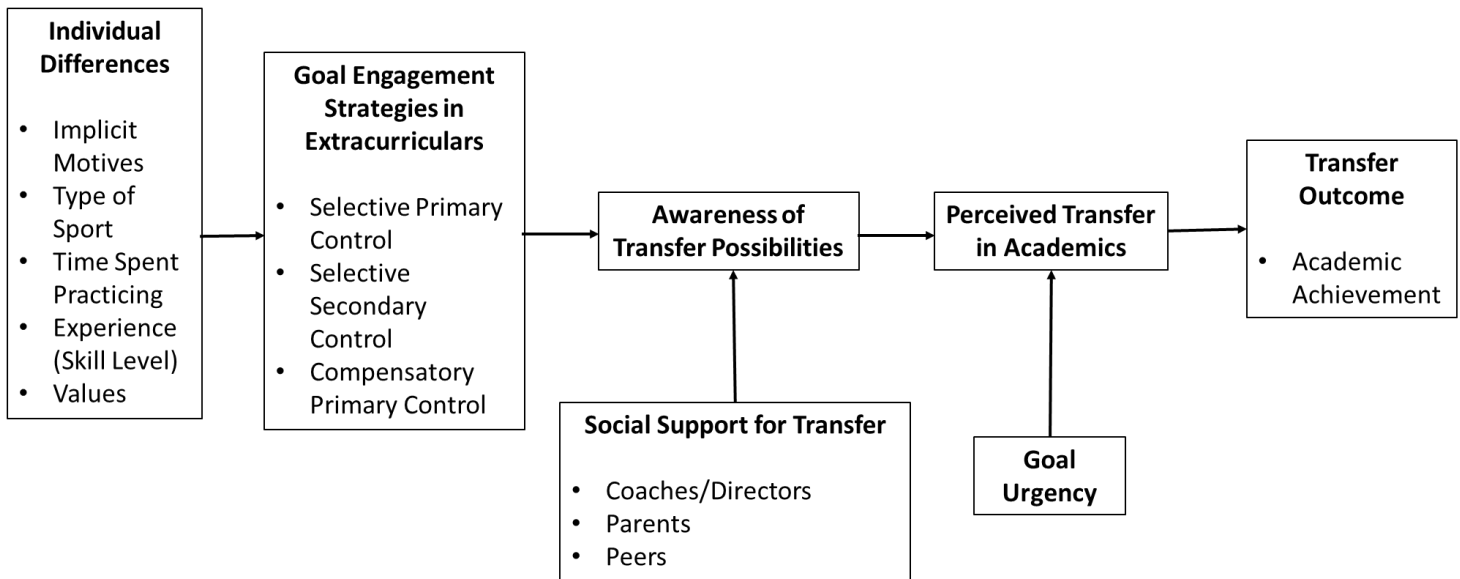 Individual
Differences
• Implicit
Motives
• Type of
Sport
• Time Spent
Practicing
• Experience
(Skill Level)
• Values
Goal Engagement
Strategies in
Extracurriculars
• Selective Primary
Control
• Selective
Secondary
Control
• Compensatory
Primary Control
Awareness of
Transfer Possibilities
Social Support for Transfer
• Coaches/Directors
• Parents
• Peers
Perceived Transfer
in Academics
Goal
Urgency
Transfer
Outcome
• Academic
Achievement